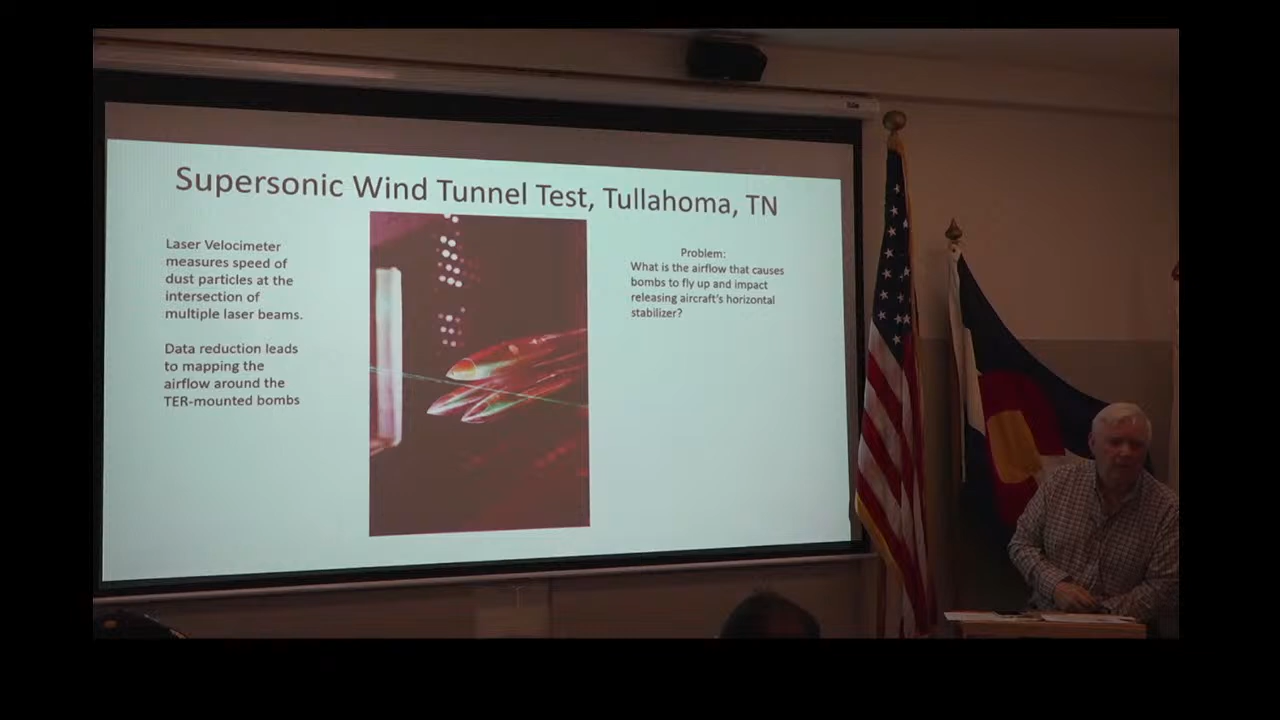 Supersonic Wind Tunnel Test, Tullahoma, TN
Laser Velocimeter
measures speed of
dust particles at the
intersection of
multiple laser beams.
Data reduction leads
to mapping the
airflow around the
TER-mounted bombs
Problem:
What is the airflow that causes
bombs to fly up and impact
releasing aircraft's horizontal
stabilizer?